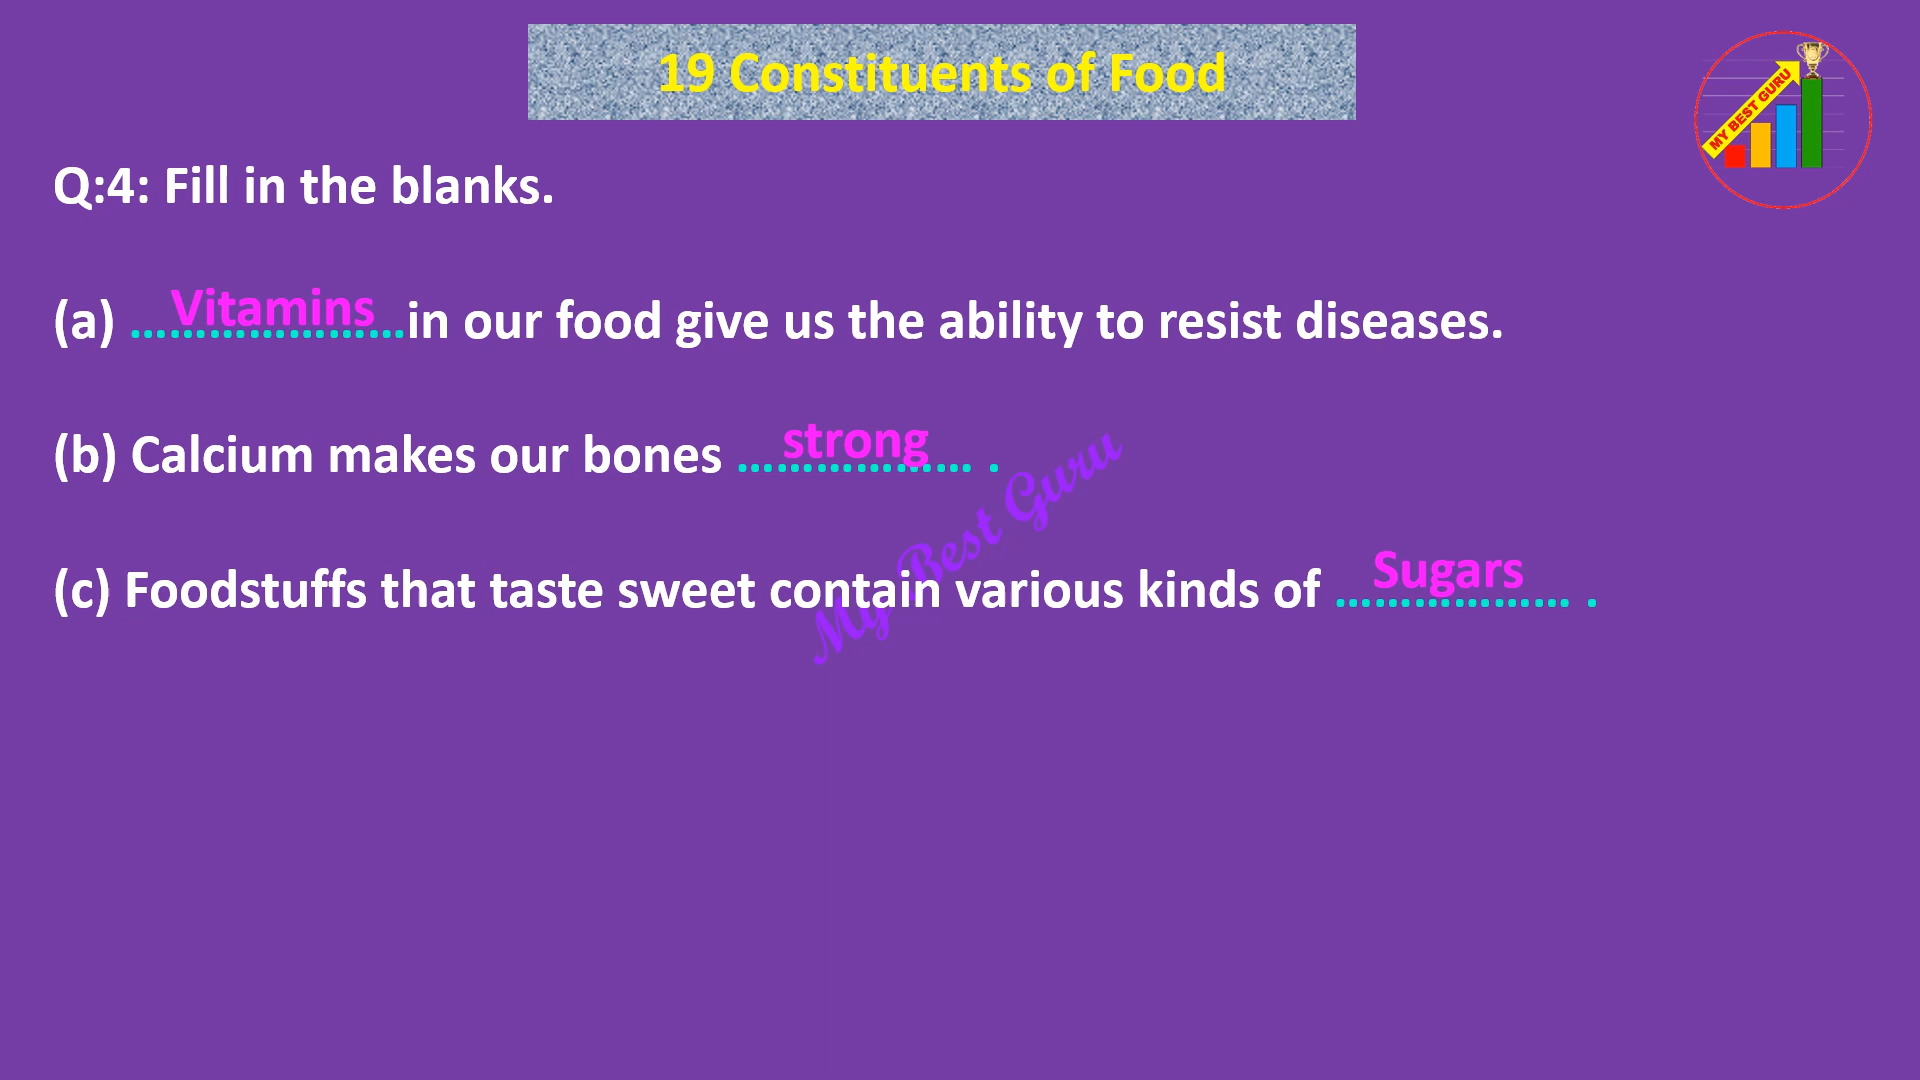 19 Constituents of Food
MY BEST GURU
Q:4: Fill in the blanks.
(a) .....................in our food give us the ability to resist diseases.
Vitamins
(b) Calcium makes our bones .................. .
strong
(c) Foodstuffs that taste sweet contain various kinds of .................. .
Sugars
My Best Guru